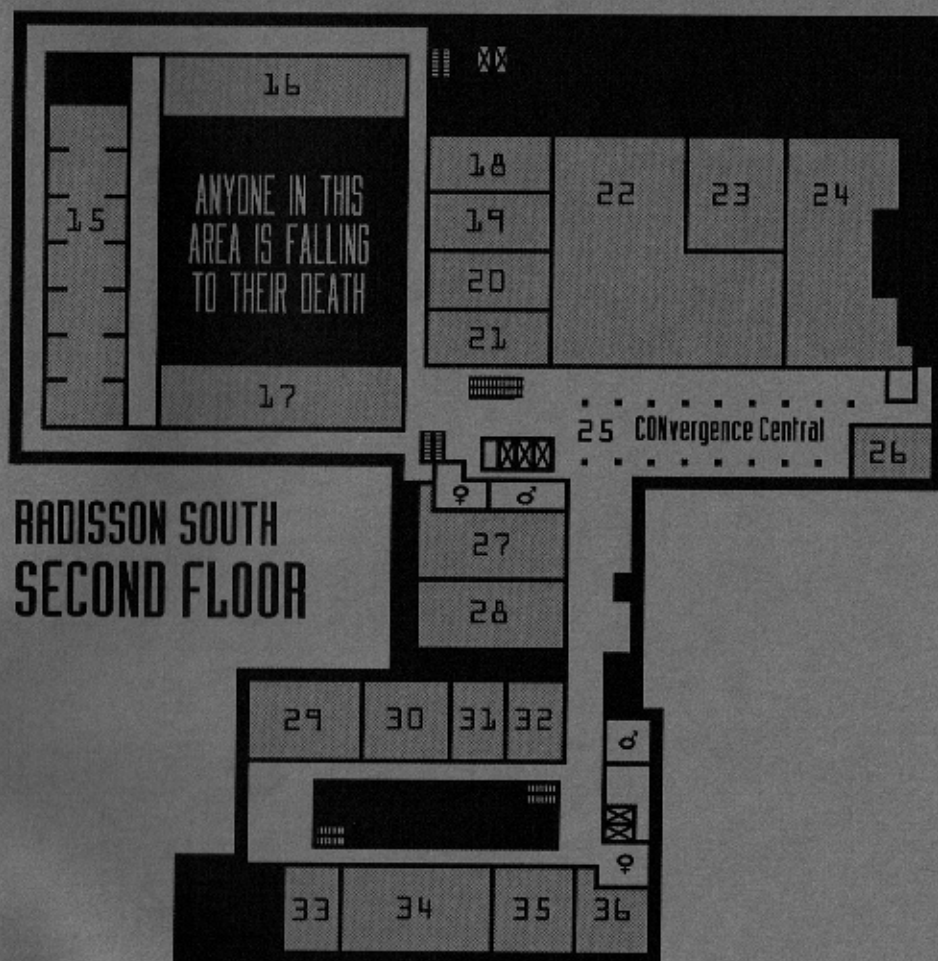 16
ANYONE IN THIS
AREA IS FALLING
TO THEIR DEATH
15
17
18
19
20
21
22
23
24
25 CONvergence Central
26
RADISSON SOUTH
SECOND FLOOR
♀ ♂
27
28
29 30 31 32
♂
♀
33 34 35 36